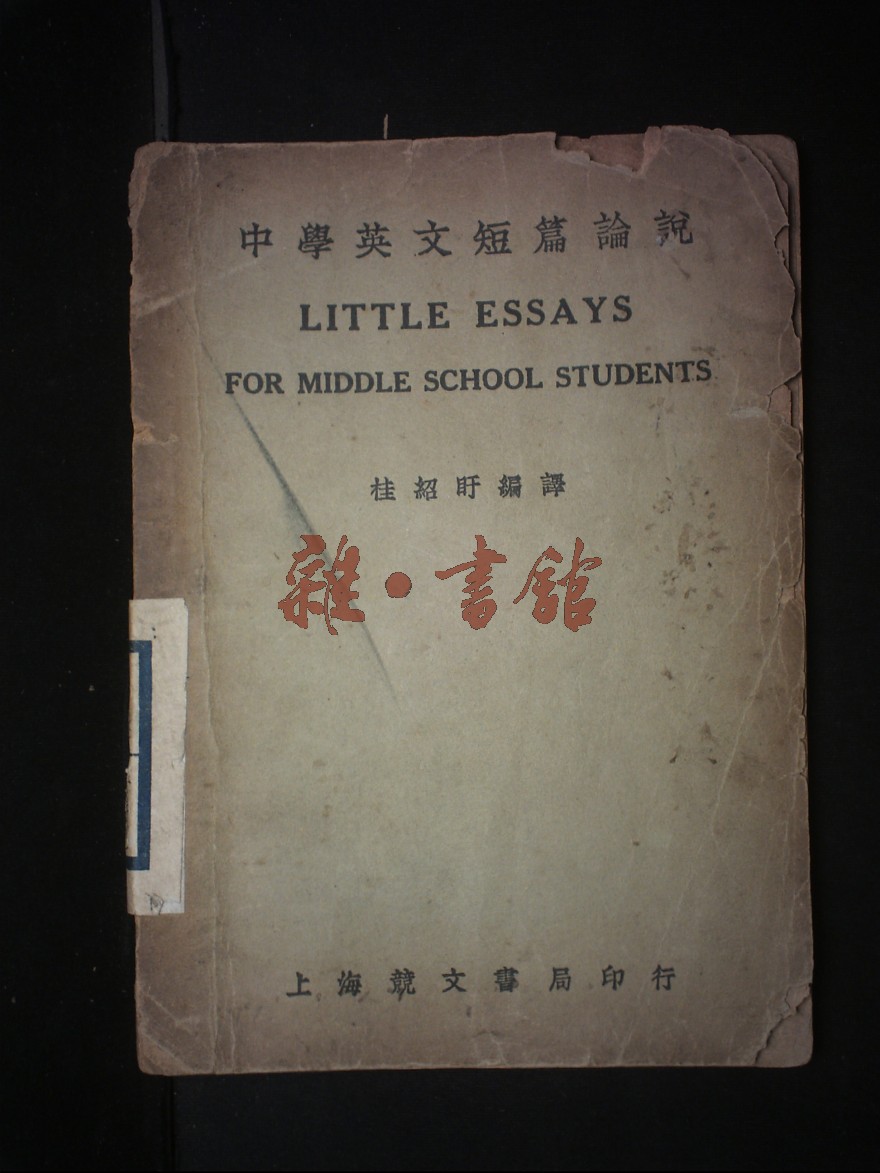 中學英文短篇論說
LITTLE ESSAYS
FOR MIDDLE SCHOOL STUDENTS
桂紹盱編譯
雜·書館
上海競文書局印行